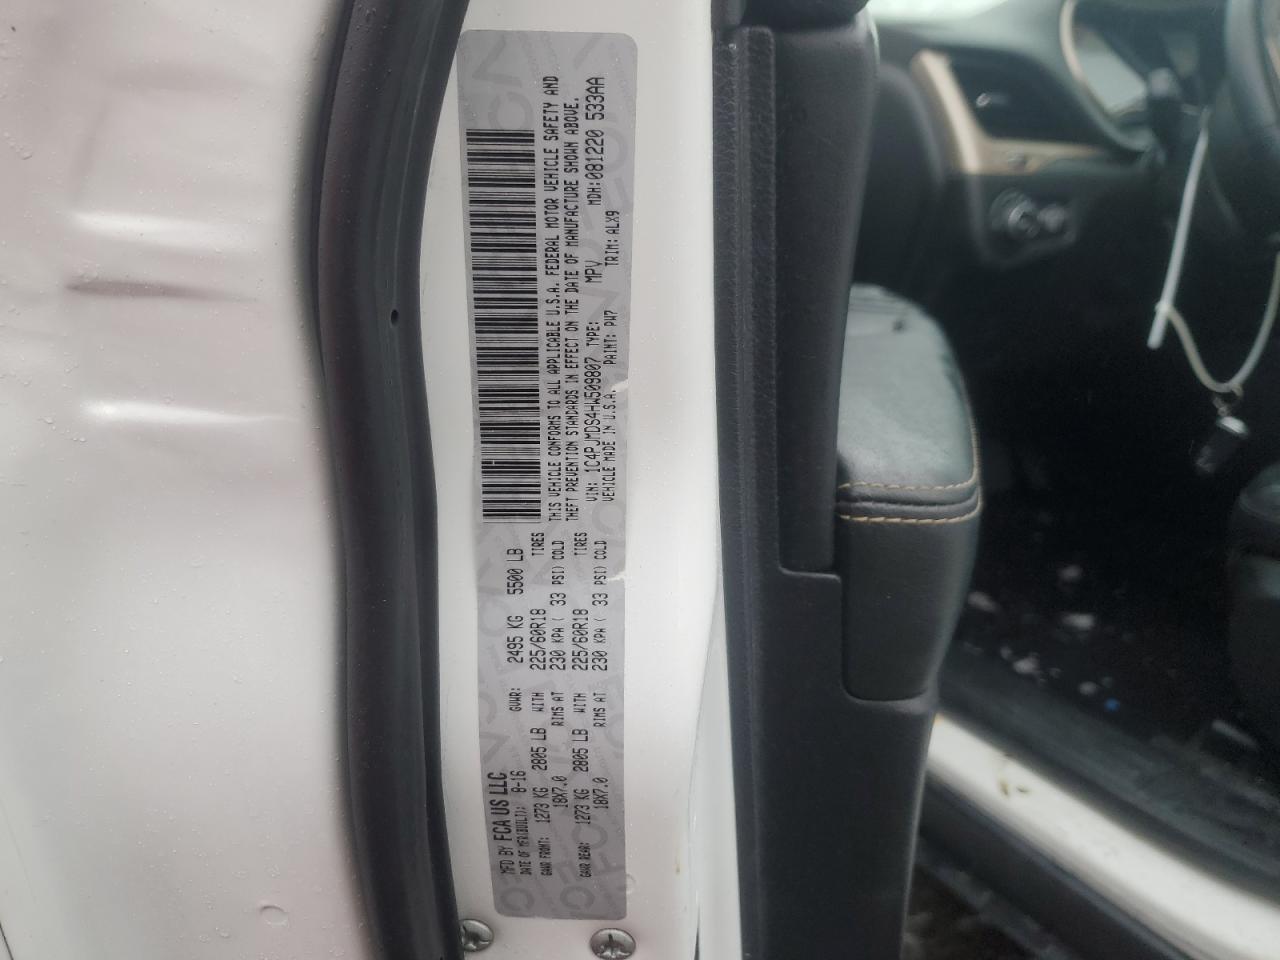 MFD BY FCA US LLC
DATE OF MFR(BUILT): 8-16 GVWR: 2495 KG 5500 LB
GAWR FRONT: 1273 KG 2805 LB WITH 225/60R18 TIRES
18X7.0 RIMS AT 230 KPA ( 33 PSI) COLD
GAWR REAR: 1273 KG 2805 LB WITH 225/60R18 TIRES
18X7.0 RIMS AT 230 KPA ( 33 PSI) COLD
THIS VEHICLE CONFORMS TO ALL APPLICABLE U.S.A. FEDERAL MOTOR VEHICLE SAFETY AND
THEFT PREVENTION STANDARDS IN EFFECT ON THE DATE OF MANUFACTURE SHOWN ABOVE.
VIN: 1C4PJMDS4HW509807 TYPE: MPV MDH:081220 533AA
VEHICLE MADE IN U.S.A. PAINT: PW7 TRIM: ALX9